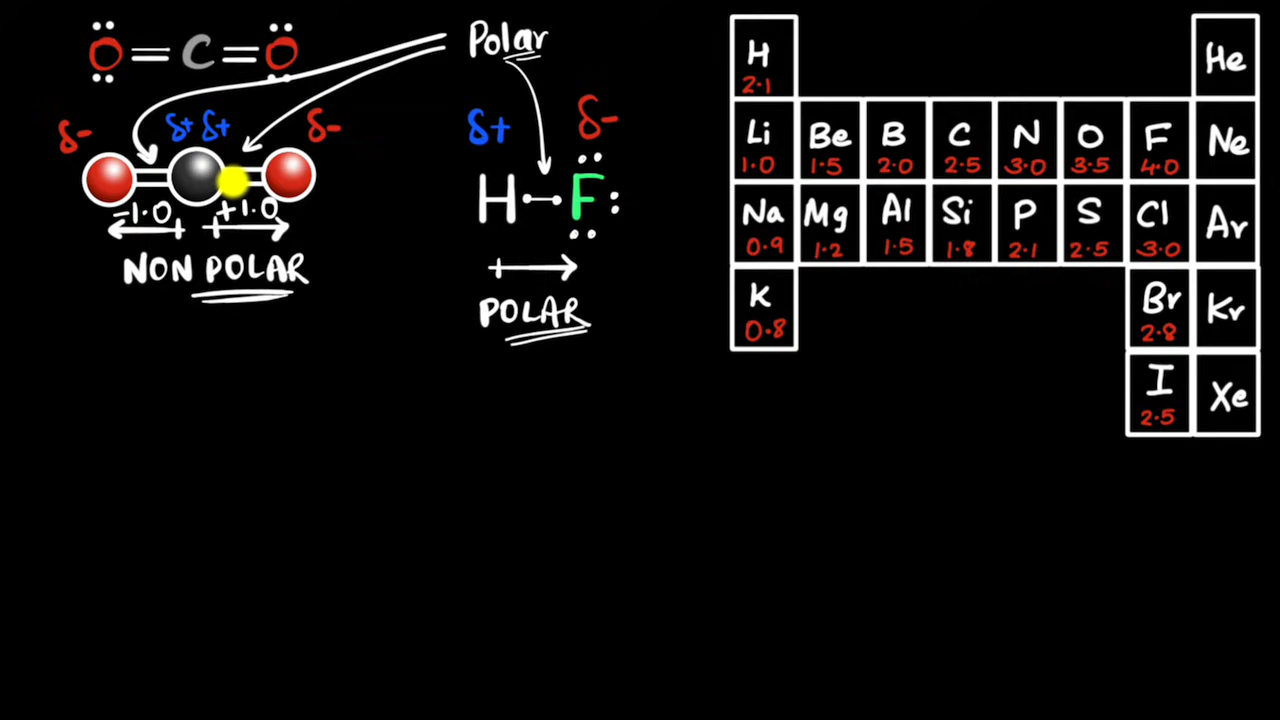 O = C = O
Polar
δ- δ+ δ+ δ-
-1.0 +1.0
NON POLAR
δ+ δ-
H F
POLAR
H He
2.1
Li Be B C N O F Ne
1.0 1.5 2.0 2.5 3.0 3.5 4.0
Na Mg Al Si P S Cl Ar
0.9 1.2 1.5 1.8 2.1 2.5 3.0
K Br Kr
0.8 2.8
I Xe
2.5